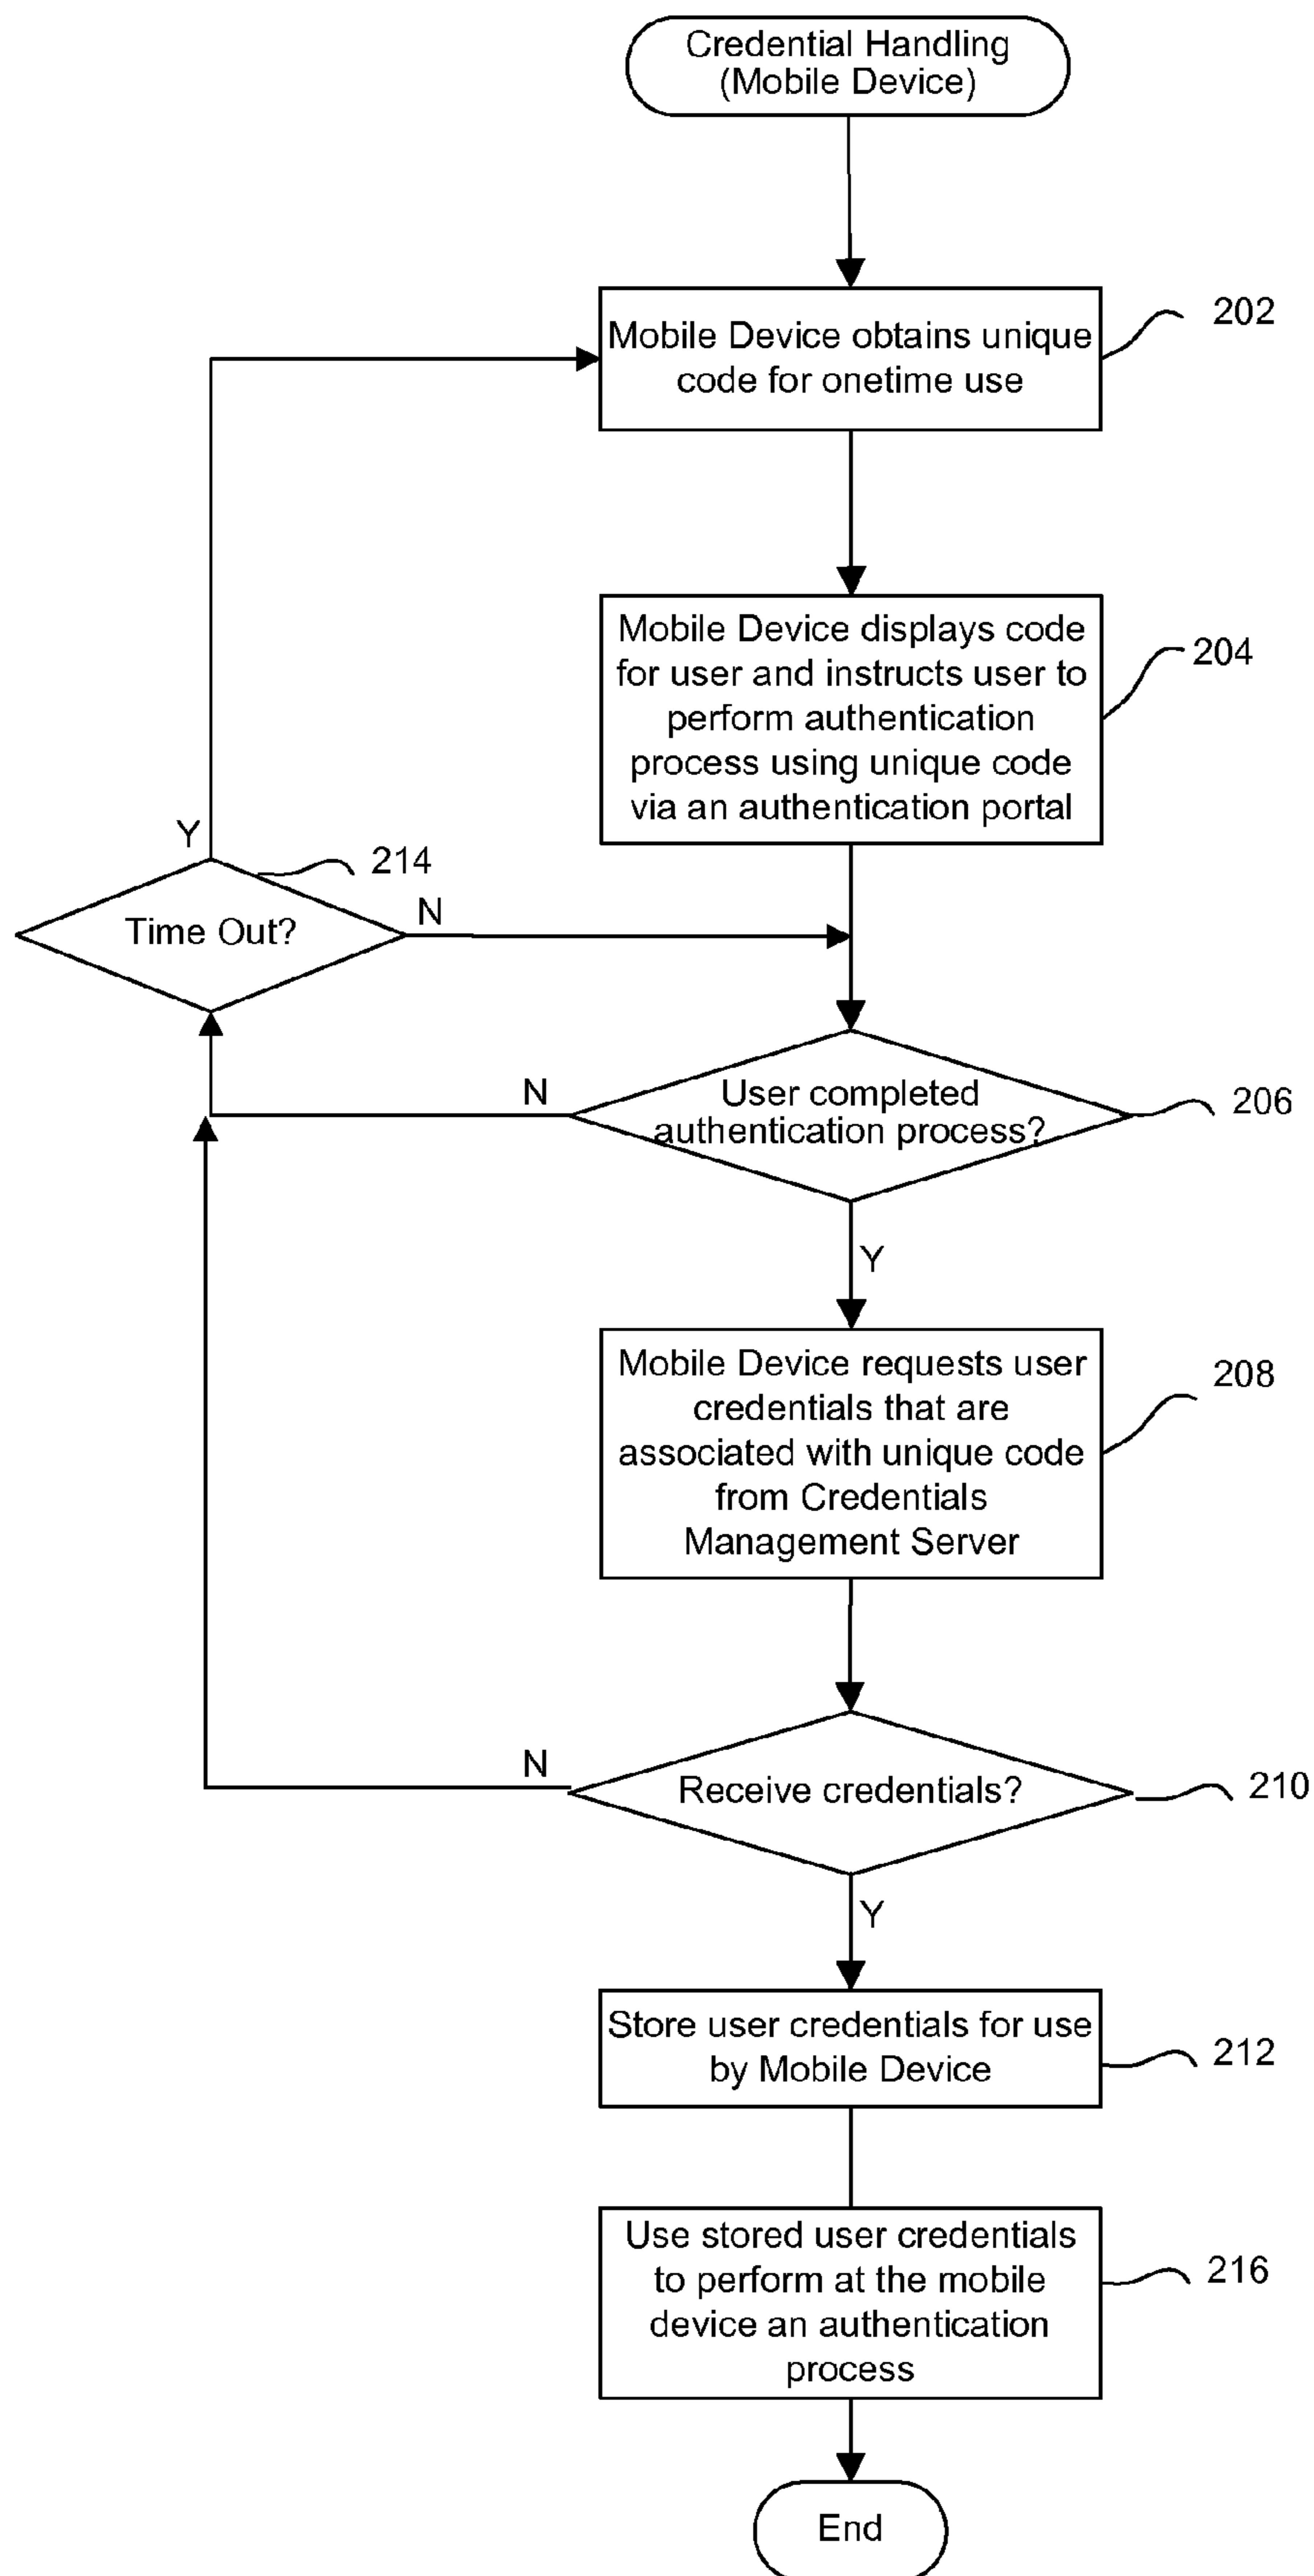 Credential Handling
(Mobile Device)
Mobile Device obtains unique
code for onetime use
202
Mobile Device displays code
for user and instructs user to
perform authentication
process using unique code
via an authentication portal
204
Y
214
Time Out?
N
User completed
authentication process?
206
N
Y
Mobile Device requests user
credentials that are
associated with unique code
from Credentials
Management Server
208
Receive credentials?
210
N
Y
Store user credentials for use
by Mobile Device
212
Use stored user credentials
to perform at the mobile
device an authentication
process
216
End